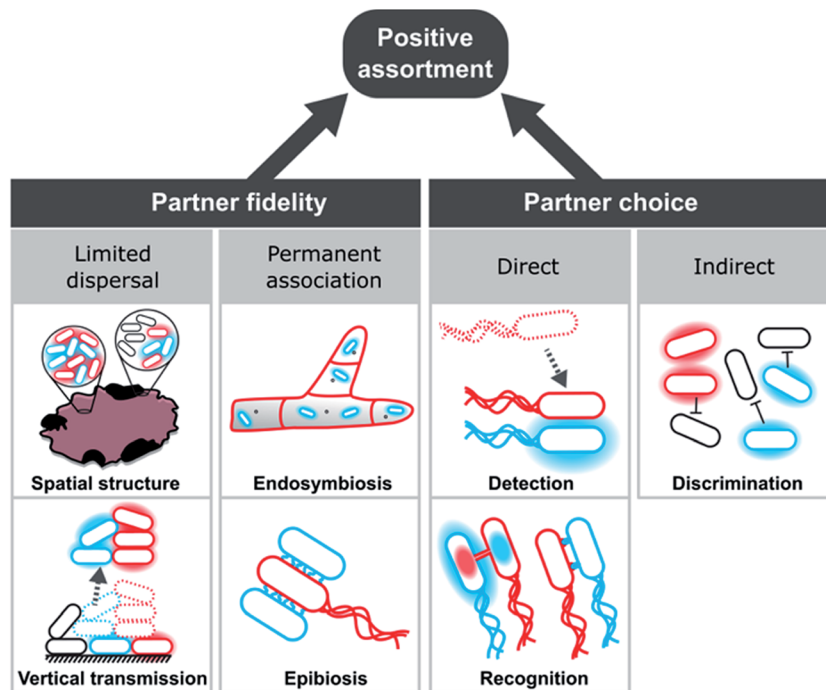 Positive
assortment
Partner fidelity
Partner choice
Limited
dispersal
Permanent
association
Direct
Indirect
Spatial structure
Endosymbiosis
Detection
Discrimination
Vertical transmission
Epibiosis
Recognition